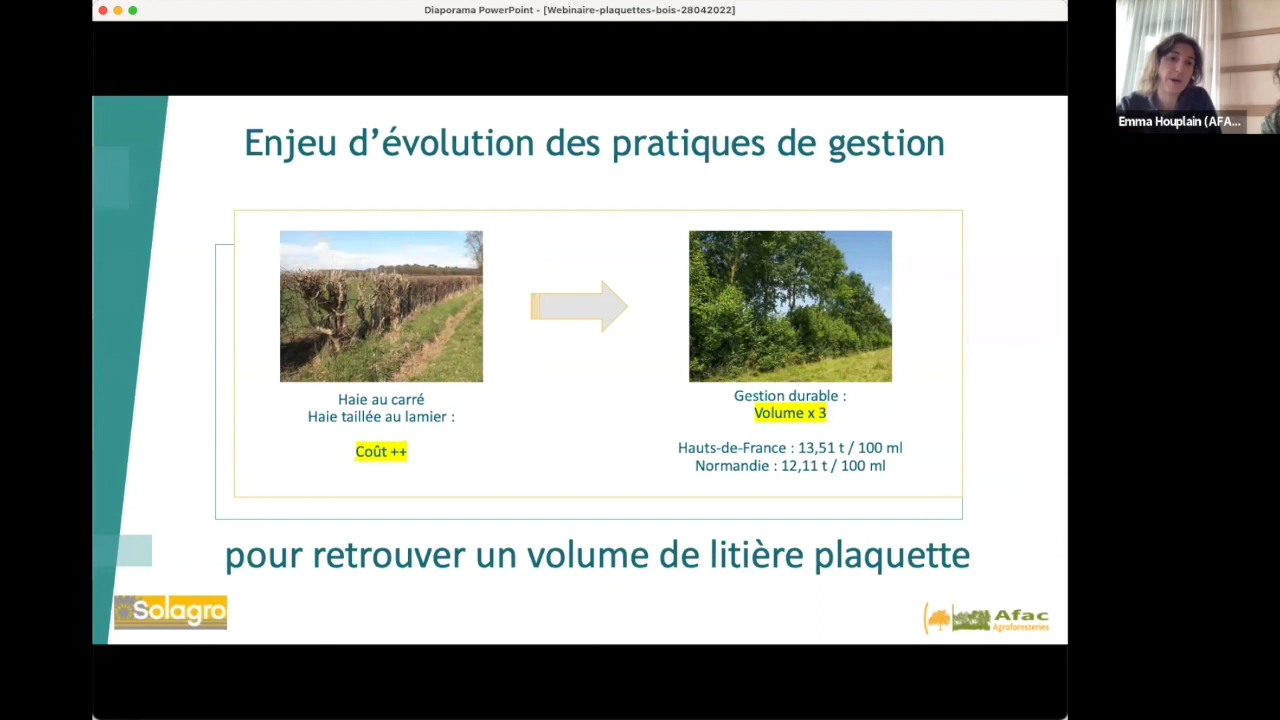 Diaporama PowerPoint - [Webinaire-plaquettes-bois-28042022]
Emma Houplain (AFA...
Enjeu d'évolution des pratiques de gestion
Haie au carré
Haie taillée au lamier :
Coût ++
Gestion durable :
Volume x 3
Hauts-de-France : 13,51 t / 100 ml
Normandie : 12,11 t / 100 ml
pour retrouver un volume de litière plaquette
Solagro
Afac
Agroforesteries